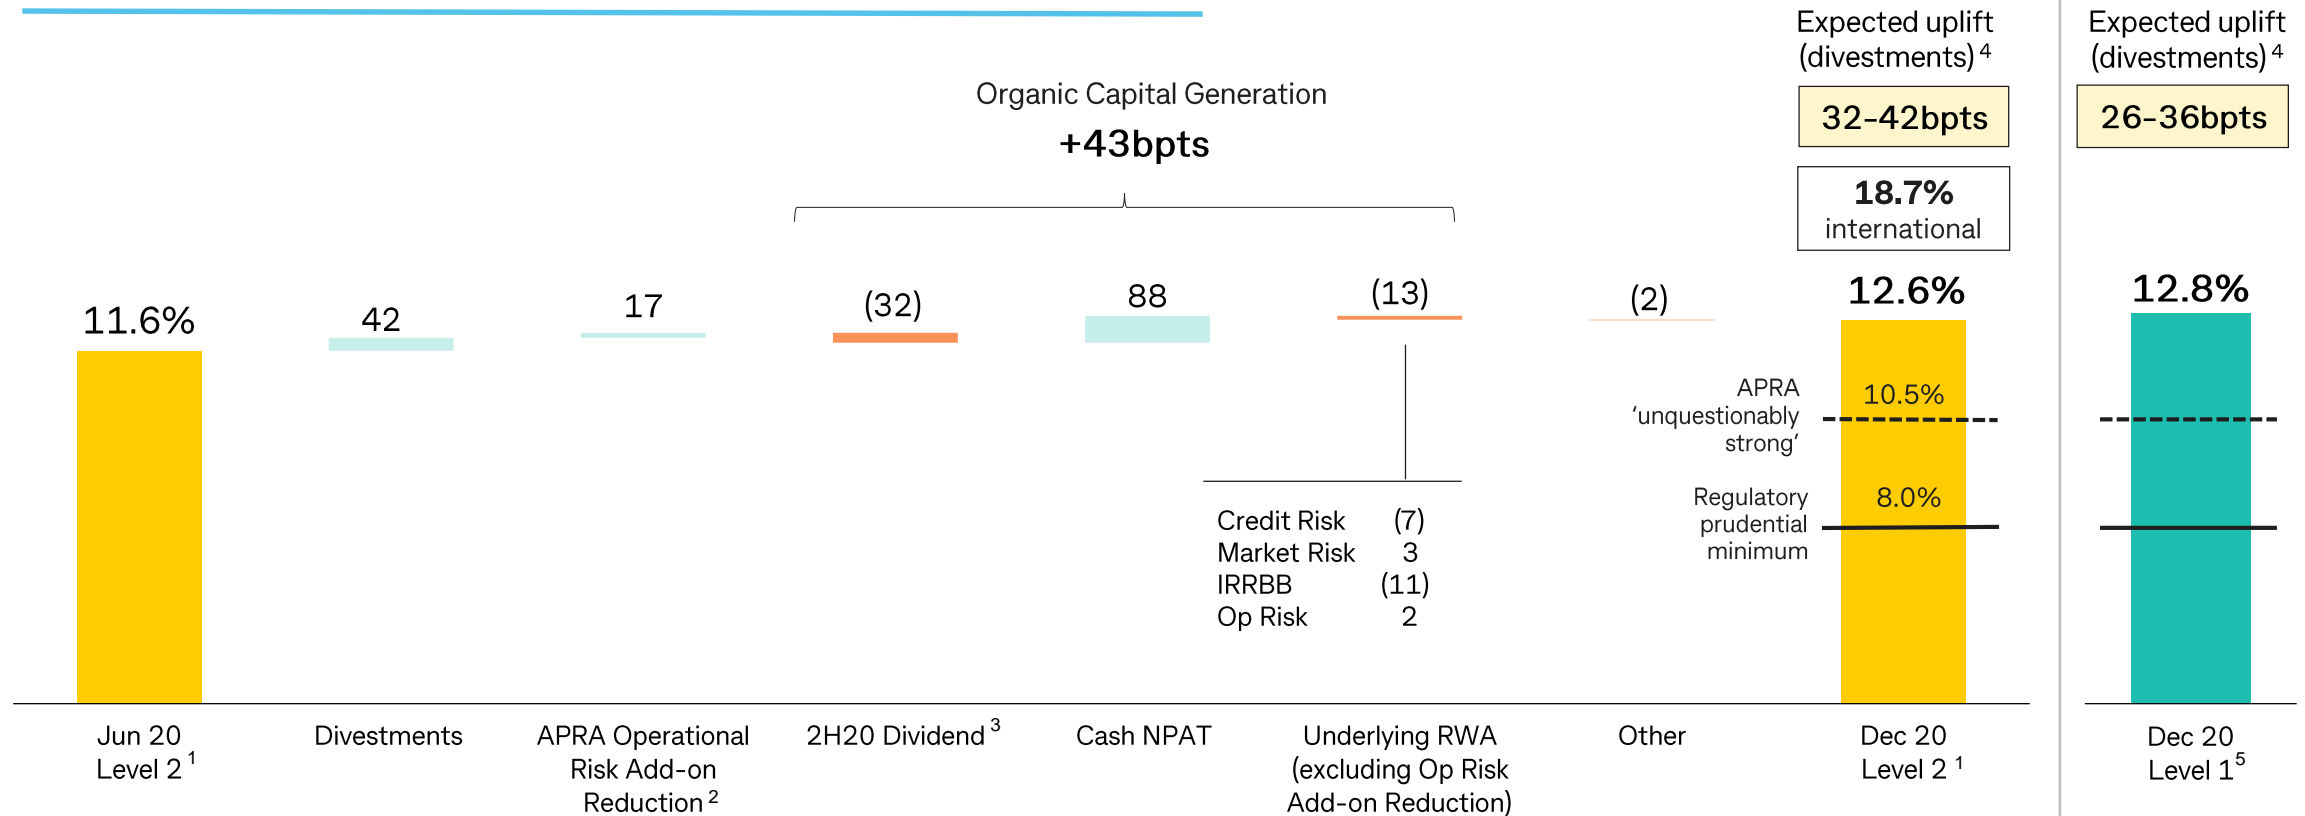 Expected uplift
(divestments) 4
32-42bpts
18.7%
international
Expected uplift
(divestments) 4
26-36bpts
Organic Capital Generation
+43bpts
11.6%
42
17
(32)
88
(13)
(2)
12.6%
12.8%
APRA
‘unquestionably
strong’
10.5%
Regulatory
prudential
minimum
8.0%
Credit Risk (7)
Market Risk 3
IRRBB (11)
Op Risk 2
Jun 20
Level 2 1
Divestments
APRA Operational
Risk Add-on
Reduction 2
2H20 Dividend 3
Cash NPAT
Underlying RWA
(excluding Op Risk
Add-on Reduction)
Other
Dec 20
Level 2 1
Dec 20
Level 1 5